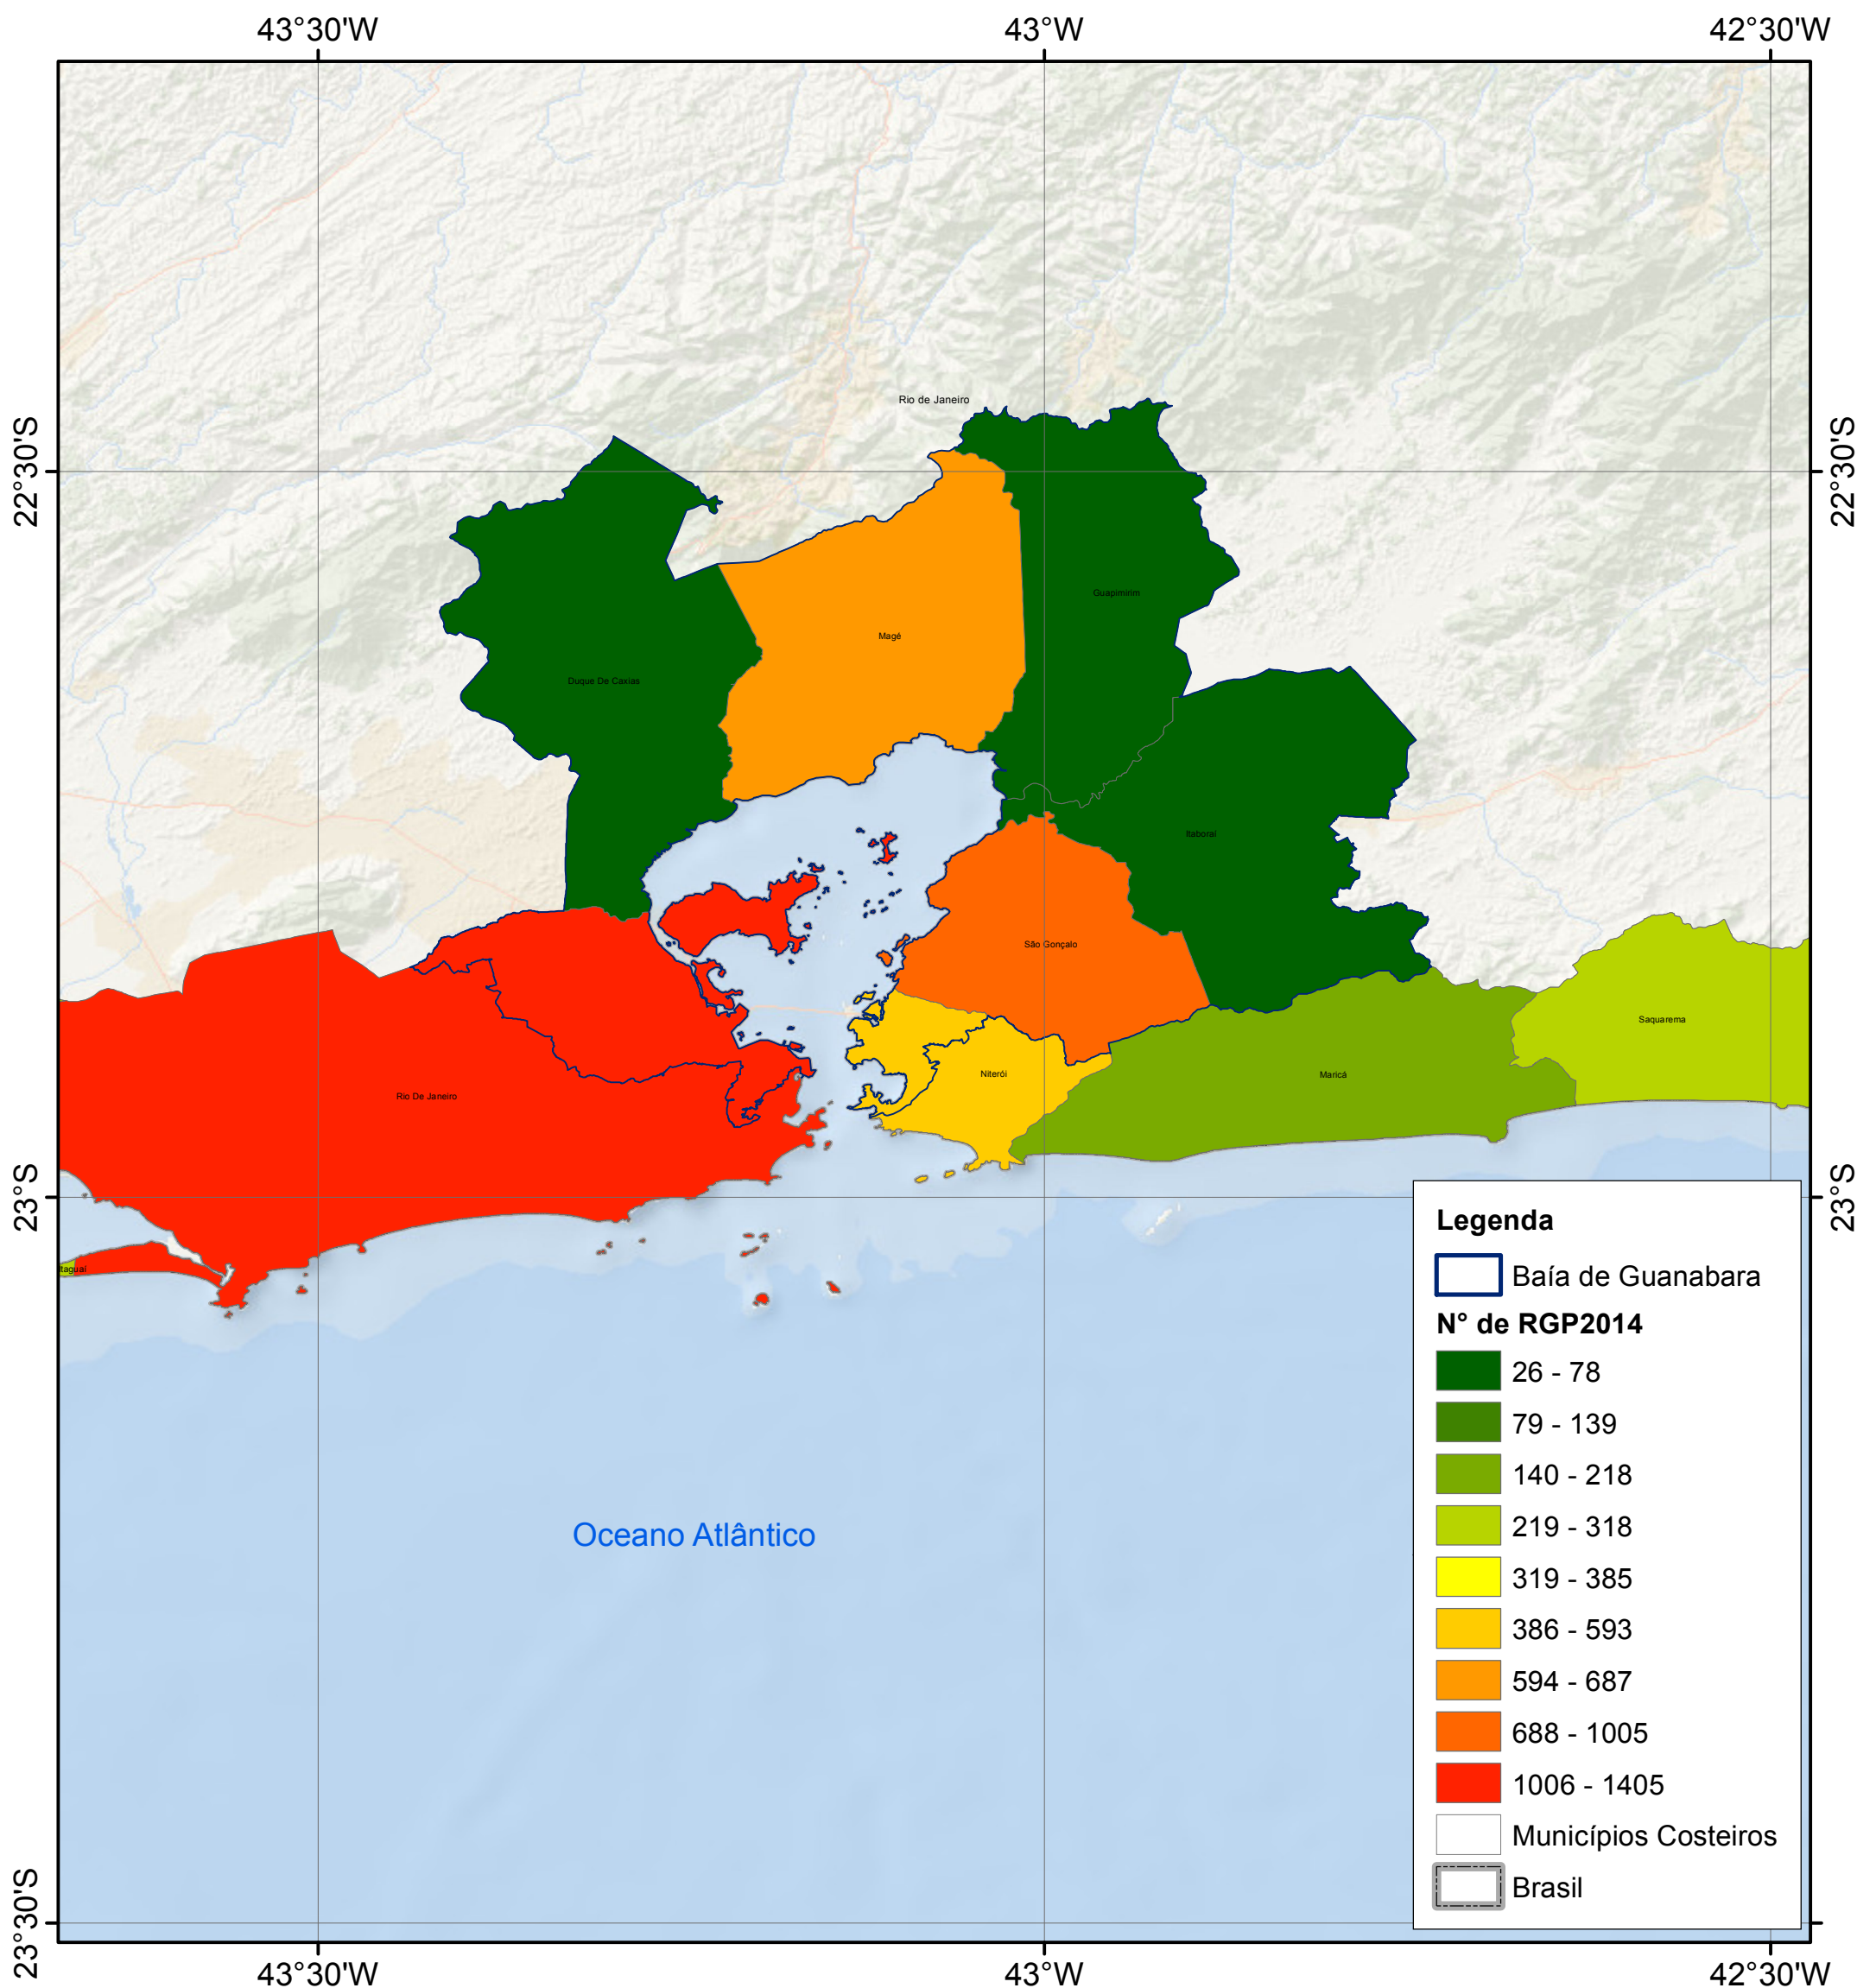 43°30'W
43°W
42°30'W
22°30'S
22°30'S
Rio de Janeiro
Guapimirim
Magé
Duque De Caxias
Itaboraí
São Gonçalo
Saquarema
Niterói
Maricá
Rio De Janeiro
23°S
23°S
Itaguaí
Oceano Atlântico
Legenda
Baía de Guanabara
N° de RGP2014
26 - 78
79 - 139
140 - 218
219 - 318
319 - 385
386 - 593
594 - 687
688 - 1005
1006 - 1405
Municípios Costeiros
Brasil
23°30'S
43°30'W
43°W
42°30'W